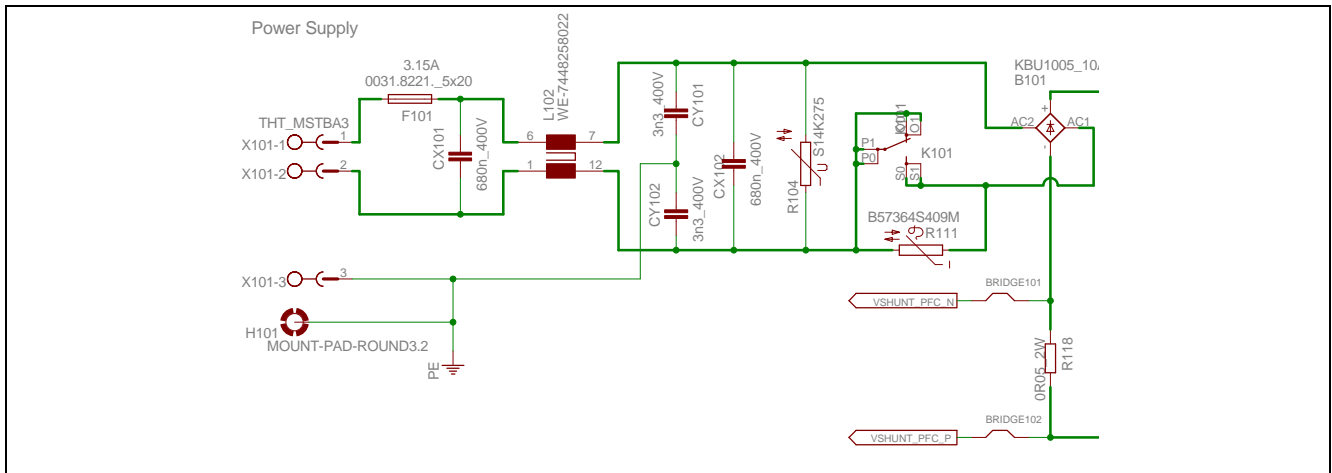 Power Supply
3.15A
0031.8221._5x20
F101
THT_MSTBA3
X101-1
1
X101-2
2
CX101
680n_400V
L102
WE-7448258022
6
7
1
12
3n3_400V
CY101
CY102
3n3_400V
CX102
680n_400V
S14K275
R104
U
K101
O1
P1
P0
K101
S0
S1
B57364S409M
R111
KBU1005_10A
B101
AC2
AC1
+
-
X101-3
3
H101
MOUNT-PAD-ROUND3.2
PE
VSHUNT_PFC_N
BRIDGE101
0R05_2W
R118
VSHUNT_PFC_P
BRIDGE102